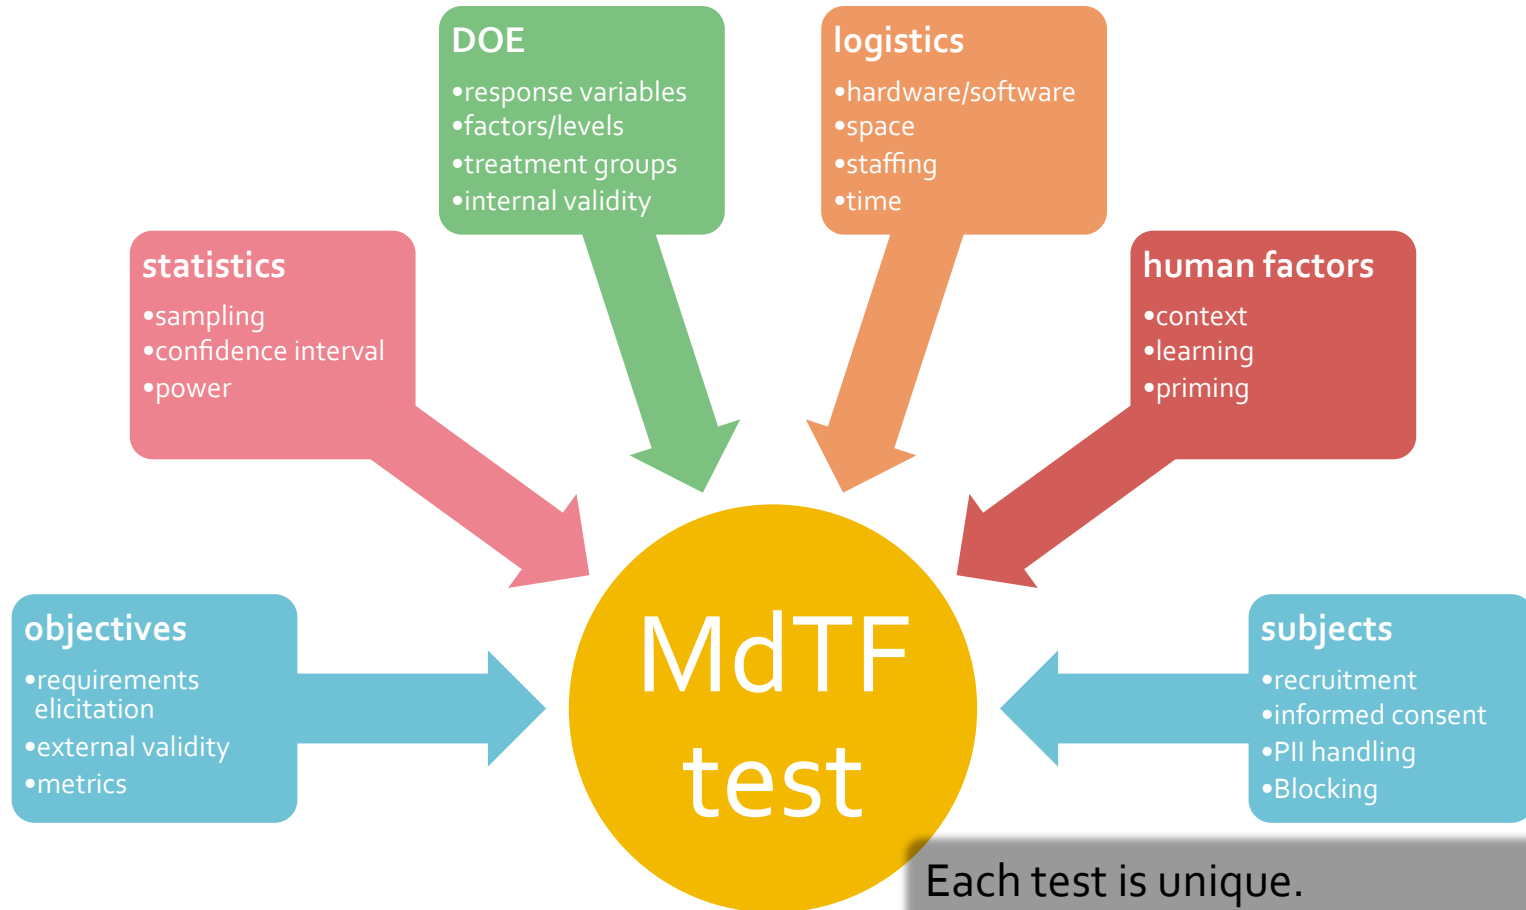 DOE
•response variables
•factors/levels
•treatment groups
•internal validity
logistics
•hardware/software
•space
•staffing
•time
statistics
•sampling
•confidence interval
•power
human factors
•context
•learning
•priming
objectives
•requirements
elicitation
•external validity
•metrics
MdTF
test
subjects
•recruitment
•informed consent
•PII handling
•Blocking
Each test is unique.